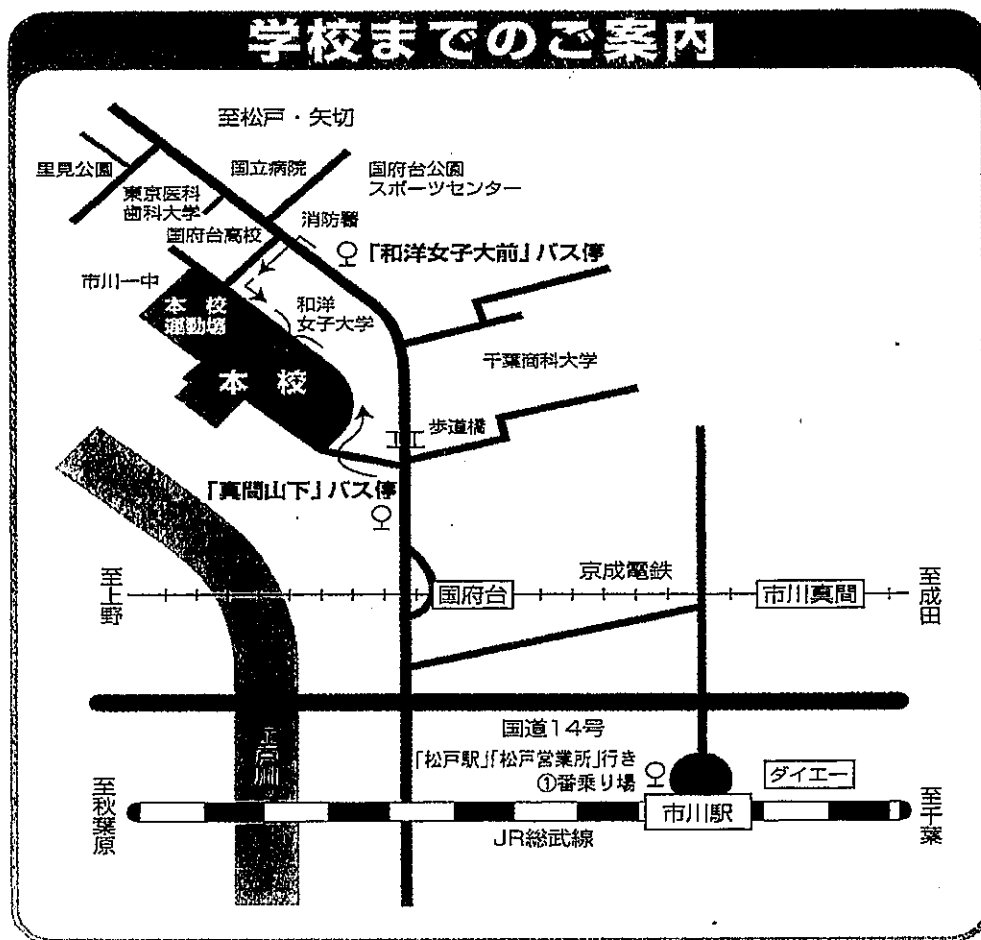 学校までのご案内
至松戸・矢切
里見公園
国立病院
国府台公園
スポーツセンター
東京医科
歯科大学
消防署
国府台高校
「和洋女子大前」バス停
市川一中
本校
運動場
和洋
女子大学
千葉商科大学
本校
歩道橋
「真間山下」バス停
至上野
国府台
京成電鉄
市川真間
至成田
国道14号
江戸川
「松戸駅」「松戸営業所」行き
①番乗り場
ダイエー
至秋葉原
市川駅
至千葉
JR総武線